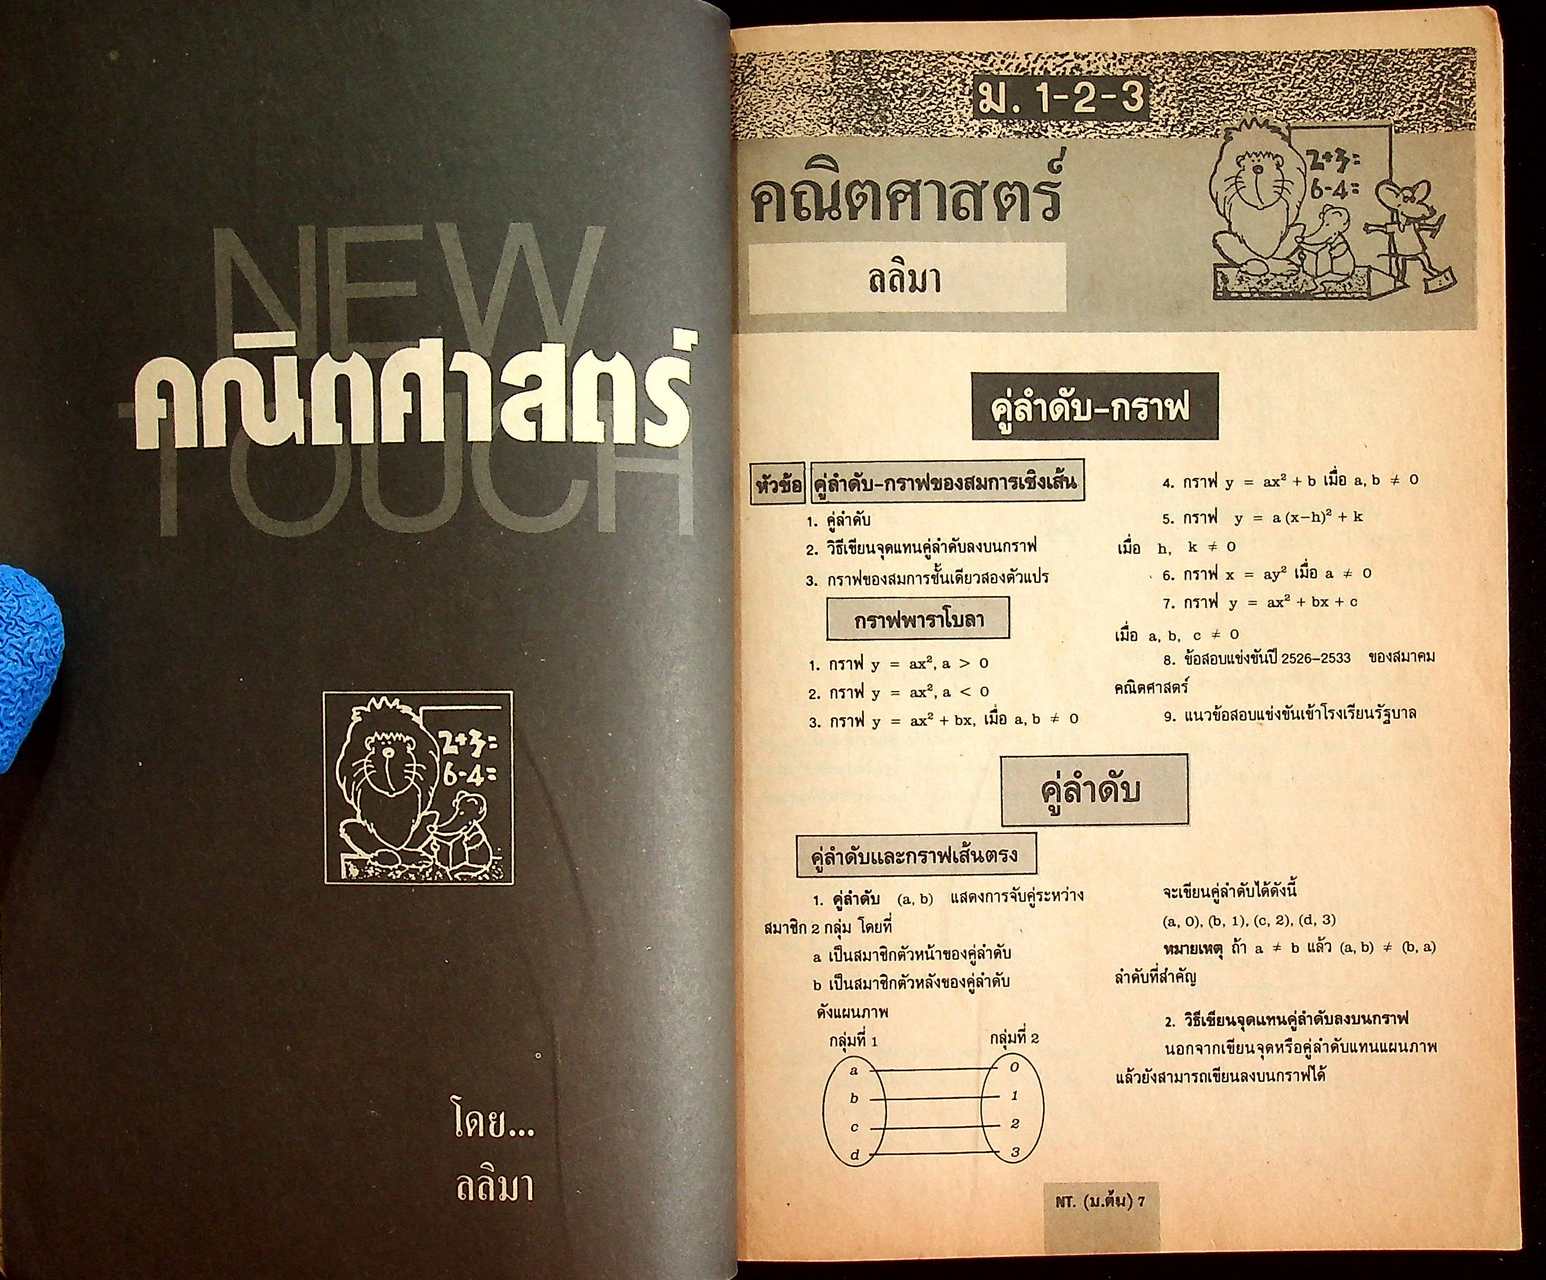 NEW
TOUCH
คณิตศาสตร์
2+3=
6-4=
โดย...
ลลิมา
ม. 1-2-3
คณิตศาสตร์
2+3=
6-4=
ลลิมา
คู่ลำดับ-กราฟ
หัวข้อ คู่ลำดับ-กราฟของสมการเชิงเส้น
1. คู่ลำดับ
2. วิธีเขียนจุดแทนคู่ลำดับลงบนกราฟ
3. กราฟของสมการชั้นเดียวสองตัวแปร
กราฟพาราโบลา
1. กราฟ y = ax², a > 0
2. กราฟ y = ax², a < 0
3. กราฟ y = ax² + bx, เมื่อ a, b ≠ 0
4. กราฟ y = ax² + b เมื่อ a, b ≠ 0
5. กราฟ y = a (x-h)² + k
เมื่อ h, k ≠ 0
6. กราฟ x = ay² เมื่อ a ≠ 0
7. กราฟ y = ax² + bx + c
เมื่อ a, b, c ≠ 0
8. ข้อสอบแข่งขันปี 2526-2533 ของสมาคม
คณิตศาสตร์
9. แนวข้อสอบแข่งขันเข้าโรงเรียนรัฐบาล
คู่ลำดับ
คู่ลำดับและกราฟเส้นตรง
1. คู่ลำดับ (a, b) แสดงการจับคู่ระหว่าง
สมาชิก 2 กลุ่ม โดยที่
a เป็นสมาชิกตัวหน้าของคู่ลำดับ
b เป็นสมาชิกตัวหลังของคู่ลำดับ
ดังแผนภาพ
กลุ่มที่ 1 กลุ่มที่ 2
a 0
b 1
c 2
d 3
จะเขียนคู่ลำดับได้ดังนี้
(a, 0), (b, 1), (c, 2), (d, 3)
หมายเหตุ ถ้า a ≠ b แล้ว (a, b) ≠ (b, a)
ลำดับที่สำคัญ
2. วิธีเขียนจุดแทนคู่ลำดับลงบนกราฟ
นอกจากเขียนจุดหรือคู่ลำดับแทนแผนภาพ
แล้วยังสามารถเขียนลงบนกราฟได้
NT. (ม.ต้น) 7